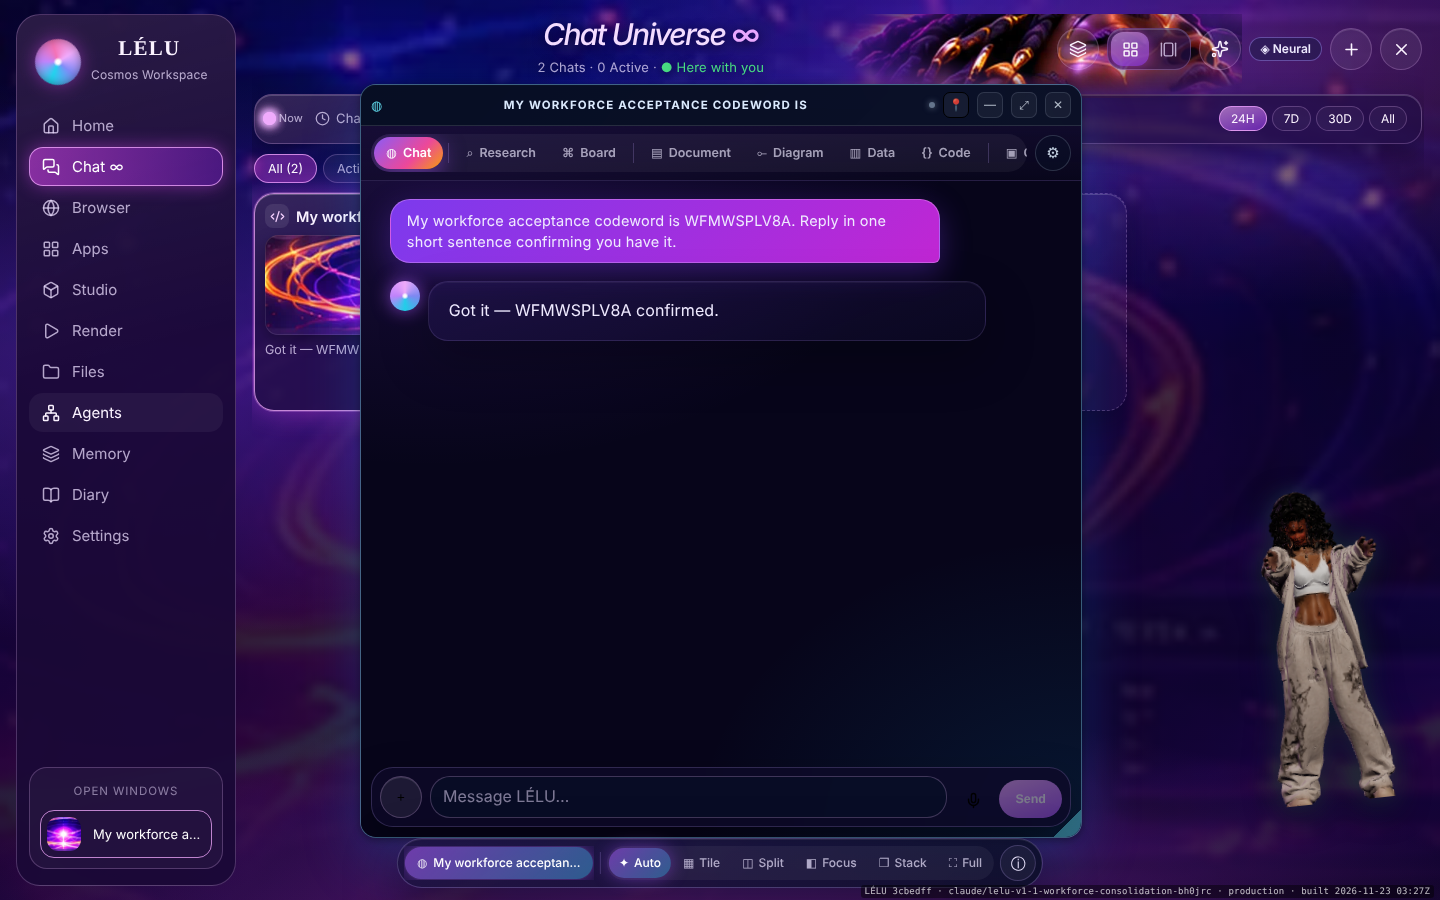 LÉLU
Cosmos Workspace
Home
Chat ∞
Browser
Apps
Studio
Render
Files
Agents
Memory
Diary
Settings
OPEN WINDOWS
My workforce a...
Chat Universe ∞
2 Chats · 0 Active · ● Here with you
◈ Neural
Now
Cha
24H 7D 30D All
All (2) Acti
My workf
Got it — WFMW
MY WORKFORCE ACCEPTANCE CODEWORD IS
Chat Research Board Document Diagram Data {} Code
My workforce acceptance codeword is WFMWSPLV8A. Reply in one
short sentence confirming you have it.
Got it — WFMWSPLV8A confirmed.
+ Message LÉLU... Send
My workforce acceptan... Auto Tile Split Focus Stack Full
LÉLU 3cbedff · claude/lelu-v1-1-workforce-consolidation-bh0jrc · production · built 2026-11-23 03:27Z